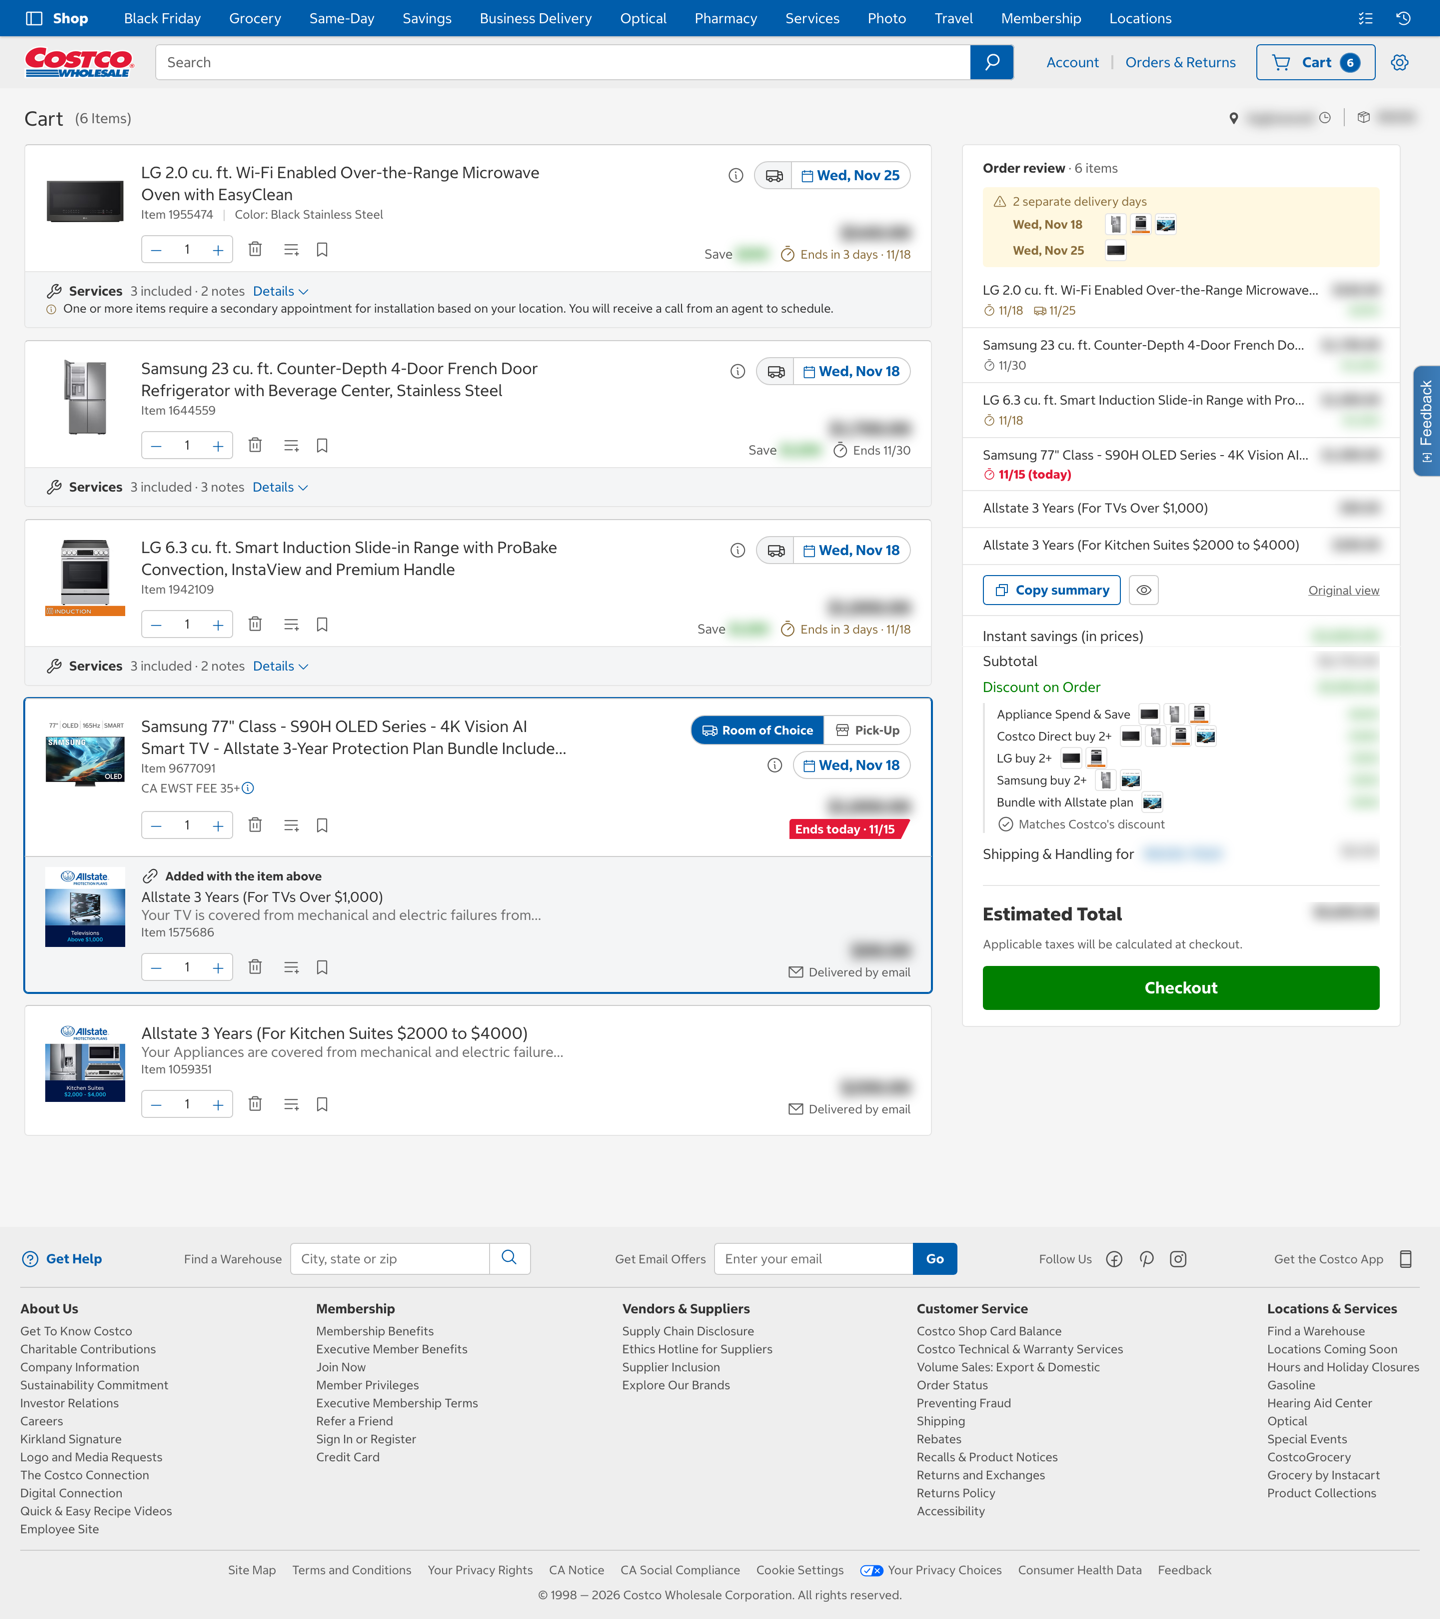 Shop Black Friday Grocery Same-Day Savings Business Delivery Optical Pharmacy Services Photo Travel Membership Locations
COSTCO WHOLESALE Search Account Orders & Returns Cart 6
Cart (6 Items)
LG 2.0 cu. ft. Wi-Fi Enabled Over-the-Range Microwave
Oven with EasyClean
Item 1955474 | Color: Black Stainless Steel
Wed, Nov 25
1
Save
Ends in 3 days · 11/18
Services 3 included · 2 notes Details
One or more items require a secondary appointment for installation based on your location. You will receive a call from an agent to schedule.
Samsung 23 cu. ft. Counter-Depth 4-Door French Door
Refrigerator with Beverage Center, Stainless Steel
Item 1644559
Wed, Nov 18
1
Save
Ends 11/30
Services 3 included · 3 notes Details
INDUCTION
LG 6.3 cu. ft. Smart Induction Slide-in Range with ProBake
Convection, InstaView and Premium Handle
Item 1942109
Wed, Nov 18
1
Save
Ends in 3 days · 11/18
Services 3 included · 2 notes Details
77" | OLED | 165Hz | SMART
SAMSUNG
OLED
Samsung 77" Class - S90H OLED Series - 4K Vision AI
Smart TV - Allstate 3-Year Protection Plan Bundle Include...
Item 9677091
CA EWST FEE 35+
Room of Choice Pick-Up
Wed, Nov 18
1
Ends today · 11/15
Allstate
PROTECTION PLANS
Televisions
Above $1,000
Added with the item above
Allstate 3 Years (For TVs Over $1,000)
Your TV is covered from mechanical and electric failures from...
Item 1575686
1
Delivered by email
Allstate
PROTECTION PLANS
Kitchen Suites
$2,000 - $4,000
Allstate 3 Years (For Kitchen Suites $2000 to $4000)
Your Appliances are covered from mechanical and electric failure...
Item 1059351
1
Delivered by email
Order review · 6 items
2 separate delivery days
Wed, Nov 18
Wed, Nov 25
LG 2.0 cu. ft. Wi-Fi Enabled Over-the-Range Microwave...
11/18 11/25
Samsung 23 cu. ft. Counter-Depth 4-Door French Do...
11/30
LG 6.3 cu. ft. Smart Induction Slide-in Range with Pro...
11/18
Samsung 77" Class - S90H OLED Series - 4K Vision AI...
11/15 (today)
Allstate 3 Years (For TVs Over $1,000)
Allstate 3 Years (For Kitchen Suites $2000 to $4000)
Copy summary Original view
Instant savings (in prices)
Subtotal
Discount on Order
Appliance Spend & Save
Costco Direct buy 2+
LG buy 2+
Samsung buy 2+
Bundle with Allstate plan
Matches Costco's discount
Shipping & Handling for
Estimated Total
Applicable taxes will be calculated at checkout.
Checkout
[+] Feedback
Get Help Find a Warehouse City, state or zip Get Email Offers Enter your email Go Follow Us Get the Costco App
About Us
Get To Know Costco
Charitable Contributions
Company Information
Sustainability Commitment
Investor Relations
Careers
Kirkland Signature
Logo and Media Requests
The Costco Connection
Digital Connection
Quick & Easy Recipe Videos
Employee Site
Membership
Membership Benefits
Executive Member Benefits
Join Now
Member Privileges
Executive Membership Terms
Refer a Friend
Sign In or Register
Credit Card
Vendors & Suppliers
Supply Chain Disclosure
Ethics Hotline for Suppliers
Supplier Inclusion
Explore Our Brands
Customer Service
Costco Shop Card Balance
Costco Technical & Warranty Services
Volume Sales: Export & Domestic
Order Status
Preventing Fraud
Shipping
Rebates
Recalls & Product Notices
Returns and Exchanges
Returns Policy
Accessibility
Locations & Services
Find a Warehouse
Locations Coming Soon
Hours and Holiday Closures
Gasoline
Hearing Aid Center
Optical
Special Events
CostcoGrocery
Grocery by Instacart
Product Collections
Site Map Terms and Conditions Your Privacy Rights CA Notice CA Social Compliance Cookie Settings Your Privacy Choices Consumer Health Data Feedback
© 1998 — 2026 Costco Wholesale Corporation. All rights reserved.